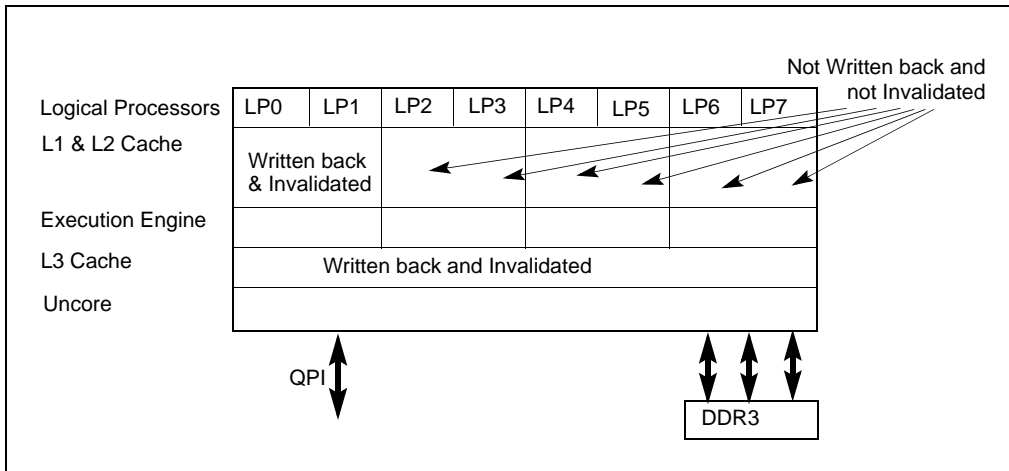 Not Written back and
not Invalidated
Logical Processors LP0 LP1 LP2 LP3 LP4 LP5 LP6 LP7
L1 & L2 Cache
Written back
& Invalidated
Execution Engine
L3 Cache Written back and Invalidated
Uncore
QPI
DDR3